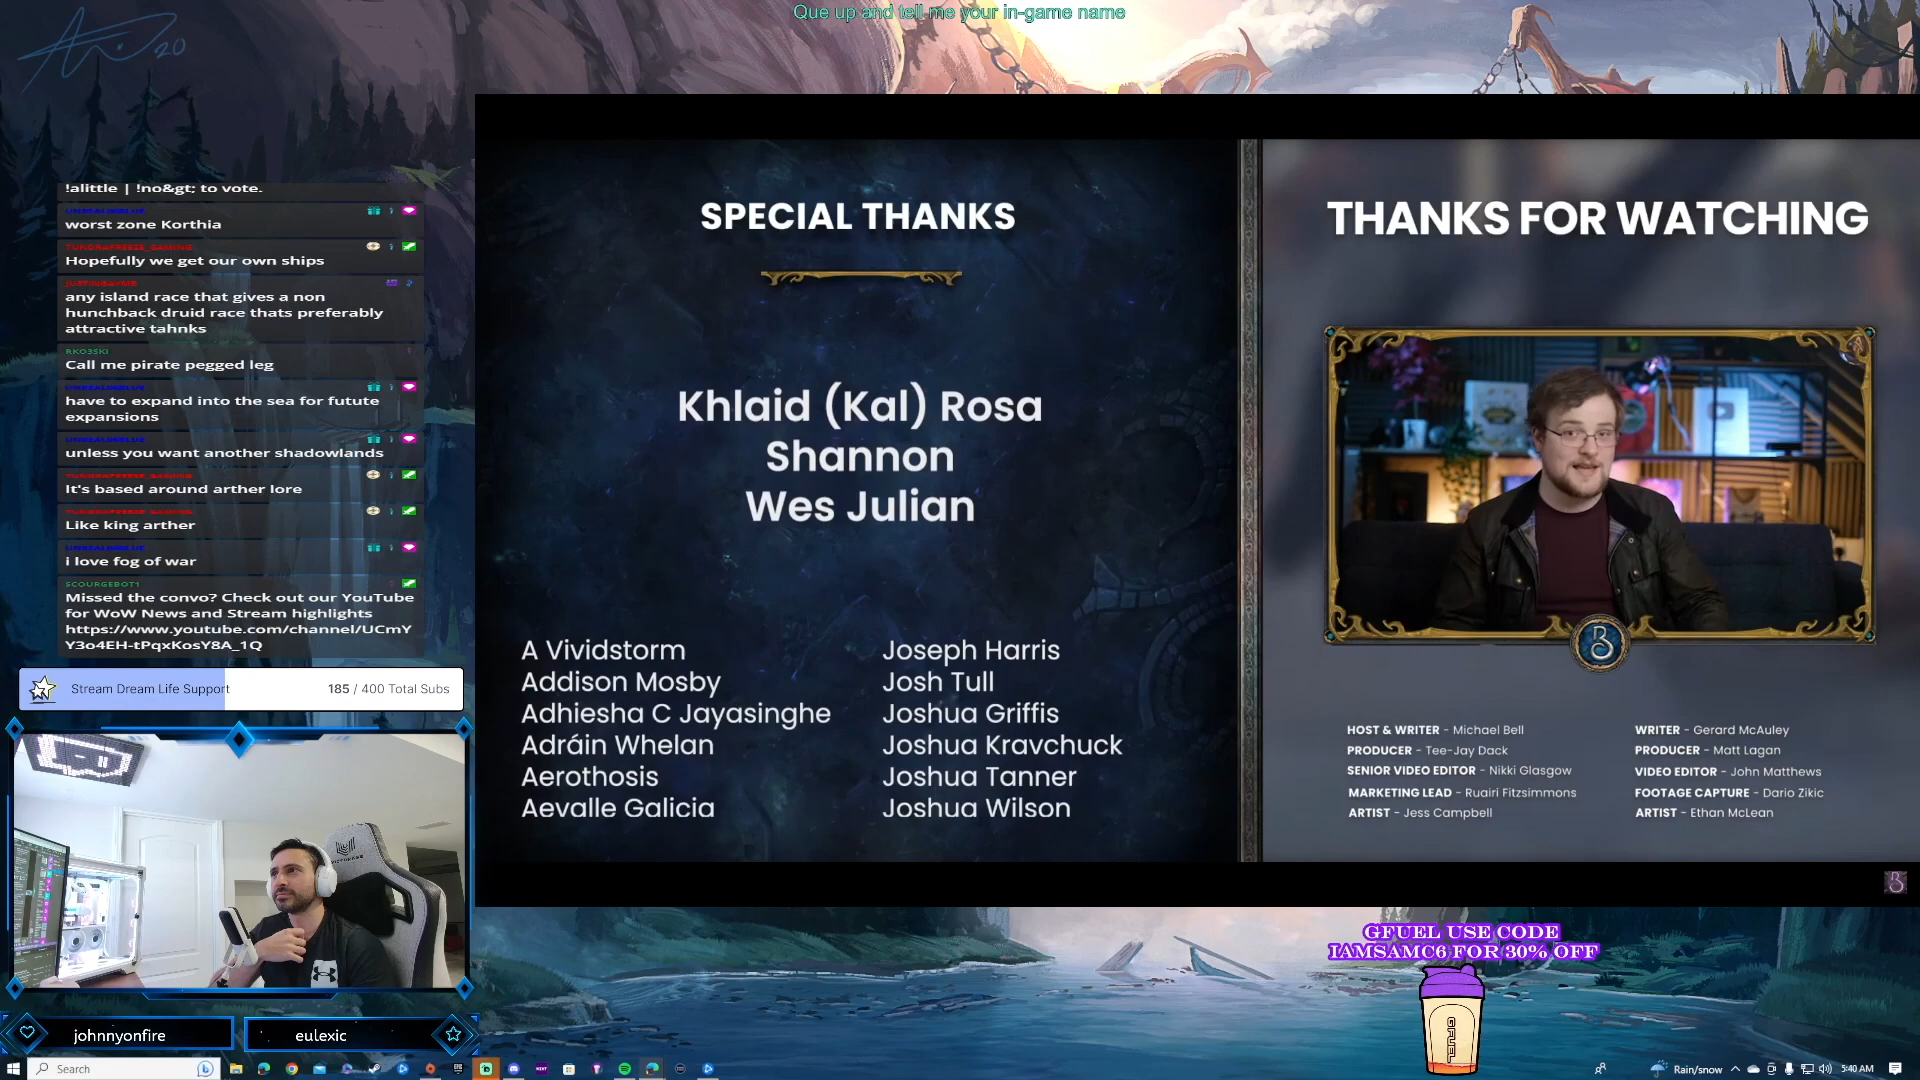 Que up and tell me your in-game name
20
!alittle | !no&gt; to vote.
UNREALDBLUE
worst zone Korthia
TUNDRAFREEZE_GAMING
Hopefully we get our own ships
any island race that gives a non
hunchback druid race thats preferably
attractive tahnks
RKO3SKI
Call me pirate pegged leg
have to expand into the sea for futute
expansions
unless you want another shadowlands
TUNDRAFREEZE_GAMING
It's based around arther lore
TUNDRAFREEZE_GAMING
Like king arther
i love fog of war
SCOURGEBOT1
Missed the convo? Check out our YouTube
for WoW News and Stream highlights
https://www.youtube.com/channel/UCmY
Y3o4EH-tPqxKosY8A_1Q
Stream Dream Life Support 185 / 400 Total Subs
johnnyonfire
eulexic
SPECIAL THANKS
Khlaid (Kal) Rosa
Shannon
Wes Julian
A Vividstorm
Addison Mosby
Adhiesha C Jayasinghe
Adráin Whelan
Aerothosis
Aevalle Galicia
Joseph Harris
Josh Tull
Joshua Griffis
Joshua Kravchuck
Joshua Tanner
Joshua Wilson
THANKS FOR WATCHING
B
HOST & WRITER - Michael Bell
PRODUCER - Tee-Jay Dack
SENIOR VIDEO EDITOR - Nikki Glasgow
MARKETING LEAD - Ruairi Fitzsimmons
ARTIST - Jess Campbell
WRITER - Gerard McAuley
PRODUCER - Matt Lagan
VIDEO EDITOR - John Matthews
FOOTAGE CAPTURE - Dario Zikic
ARTIST - Ethan McLean
B
GFUEL USE CODE
IAMSAMC6 FOR 30% OFF
GFUEL
Search
Rain/snow
5:40 AM